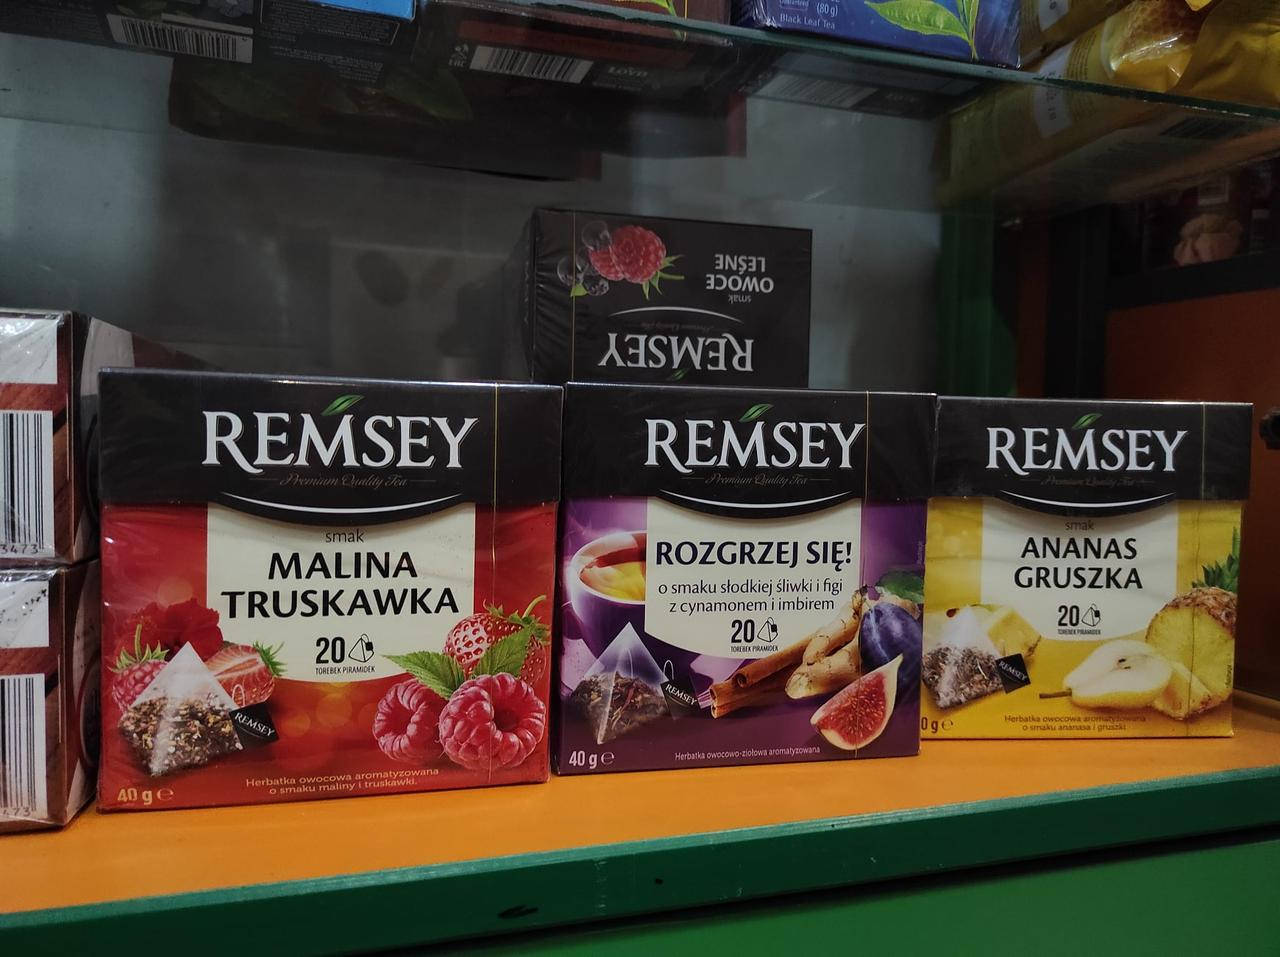 (80g)
Black Leaf Tea
LOYD
smak
OWOCE
LEŚNE
REMSEY
Premium Quality Tea
REMSEY
Premium Quality Tea
smak
MALINA
TRUSKAWKA
20
TOREBEK PIRAMIDEK
REMSEY
Herbatka owocowa aromatyzowana
o smaku maliny i truskawki.
40 g e
REMSEY
Premium Quality Tea
ROZGRZEJ SIĘ!
o smaku słodkiej śliwki i figi
z cynamonem i imbirem
20
TOREBEK PIRAMIDEK
REMSEY
40 g e
Herbatka owocowo-ziołowa aromatyzowana
REMSEY
Premium Quality Tea
smak
ANANAS
GRUSZKA
20
TOREBEK PIRAMIDEK
REMSEY
0 g e
Herbatka owocowa aromatyzowana
o smaku ananasa i gruszki.
3473